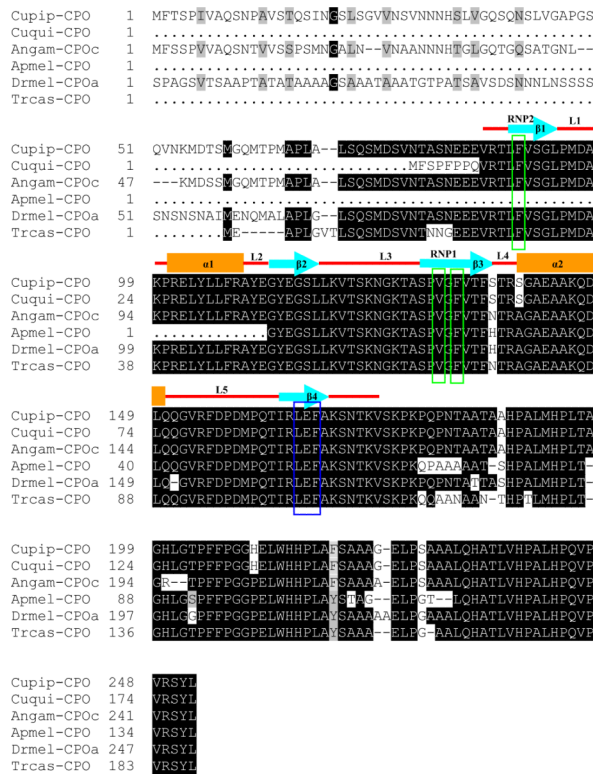 Cupip-CPO 1 MFTSPIVAQSNPAVSTQSINGSLSGVVNSVNNNHSLVGQSQNSLVGAPGS
Cuqui-CPO 1 ..................................................
Angam-CPOc 1 MFSSPVVAQSNTVVSSPSMNGALN--VNAANNNHTGLGQTGQSATGNL--
Apmel-CPO 1 ..................................................
Drmel-CPOa 1 SPAGSVTSAAPTATATAAAAGSAAATAAATGTPATSAVSDSNNNLNSSSS
Trcas-CPO 1 ..................................................
RNP2 β1 L1
Cupip-CPO 51 QVNKMDTSMGQMTPMAPLA--LSQSMDSVNTASNEEEVRTLFVSGLPMDA
Cuqui-CPO 1 .............................MFSPFPPQVRTLFVSGLPMDA
Angam-CPOc 47 ---KMDSSMGQMTPMAPLA--LSQSMDSVNTASNEEEVRTLFVSGLPMDA
Apmel-CPO 1 ..................................................
Drmel-CPOa 51 SNSNSNAIMENQMALAPLG--LSQSMDSVNTASNEEEVRTLFVSGLPMDA
Trcas-CPO 1 ........ME-----APLGVTLSQSMDSVNTNNGEEEVRTLFVSGLPMDA
α1 L2 β2 L3 RNP1 β3 L4 α2
Cupip-CPO 99 KPRELYLLFRAYEGYEGSLLKVTSKNGKTASPVGFVTFSTRSGAEAAKQD
Cuqui-CPO 24 KPRELYLLFRAYEGYEGSLLKVTSKNGKTASPVGFVTFSTRSGAEAAKQD
Angam-CPOc 94 KPRELYLLFRAYEGYEGSLLKVTSKNGKTASPVGFVTFNTRAGAEAAKQD
Apmel-CPO 1 .............GYEGSLLKVTSKNGKTASPVGFVTFHTRAGAEAAKQD
Drmel-CPOa 99 KPRELYLLFRAYEGYEGSLLKVTSKNGKTASPVGFVTFHTRAGAEAAKQD
Trcas-CPO 38 KPRELYLLFRAYEGYEGSLLKVTSKNGKTASPVGFVTFHTRAGAEAAKQD
L5 β4
Cupip-CPO 149 LQQGVRFDPDMPQTIRLEFAKSNTKVSKPKPQPNTAATAAHPALMHPLTA
Cuqui-CPO 74 LQQGVRFDPDMPQTIRLEFAKSNTKVSKPKPQPNTAATAAHPALMHPLTA
Angam-CPOc 144 LQQGVRFDPDMPQTIRLEFAKSNTKVSKPKPQPNTAATAAHPALMHPLTA
Apmel-CPO 40 LQQGVRFDPDMPQTIRLEFAKSNTKVSKPKQPAAAAAT-SHPALMHPLT-
Drmel-CPOa 149 LQ-GVRFDPDMPQTIRLEFAKSNTKVSKPKPQPNTATTASHPALMHPLTA
Trcas-CPO 88 LQQGVRFDPDMPQTIRLEFAKSNTKVSKPKQQAANAAN-THPTLMHPLT-
Cupip-CPO 199 GHLGTPFFPGGHELWHHPLAFSAAAG-ELPSAAALQHATLVHPALHPQVP
Cuqui-CPO 124 GHLGTPFFPGGHELWHHPLAFSAAAG-ELPSAAALQHATLVHPALHPQVP
Angam-CPOc 194 GR--TPFFPGGPELWHHPLAFSAAAA-ELPGAAALQHATLVHPALHPQVP
Apmel-CPO 88 GHLGSPFFPGGPELWHHPLAYSTAG--ELPGT--LQHATLVHPALHPQVP
Drmel-CPOa 197 GHLGGPFFPGGPELWHHPLAYSAAAAAELPGAAALQHATLVHPALHPQVP
Trcas-CPO 136 GHLGTPFFPGGPELWHHPLAYSAAA--ELPG-AALQHATLVHPALHPQVP
Cupip-CPO 248 VRSYL
Cuqui-CPO 174 VRSYL
Angam-CPOc 241 VRSYL
Apmel-CPO 134 VRSYL
Drmel-CPOa 247 VRSYL
Trcas-CPO 183 VRSYL